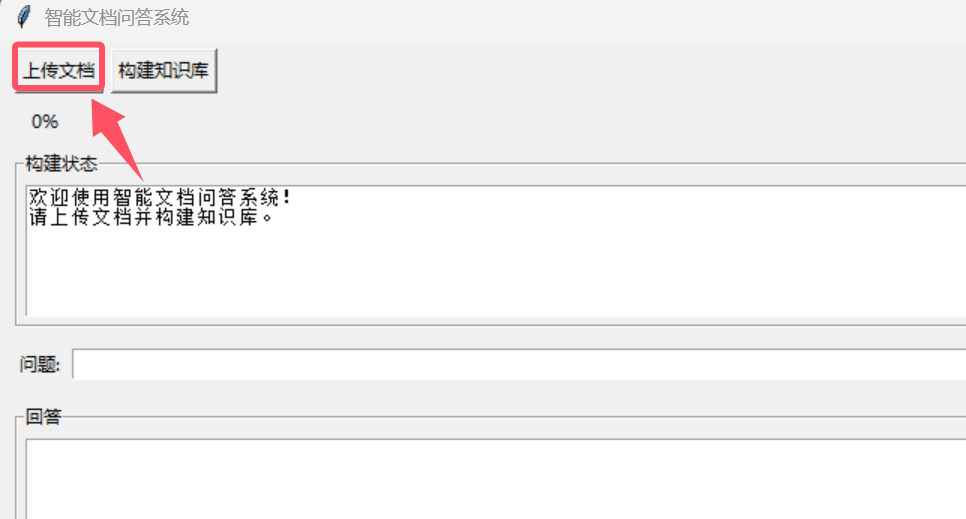 智能文档问答系统
上传文档 构建知识库
0%
构建状态
欢迎使用智能文档问答系统！
请上传文档并构建知识库。
问题:
回答